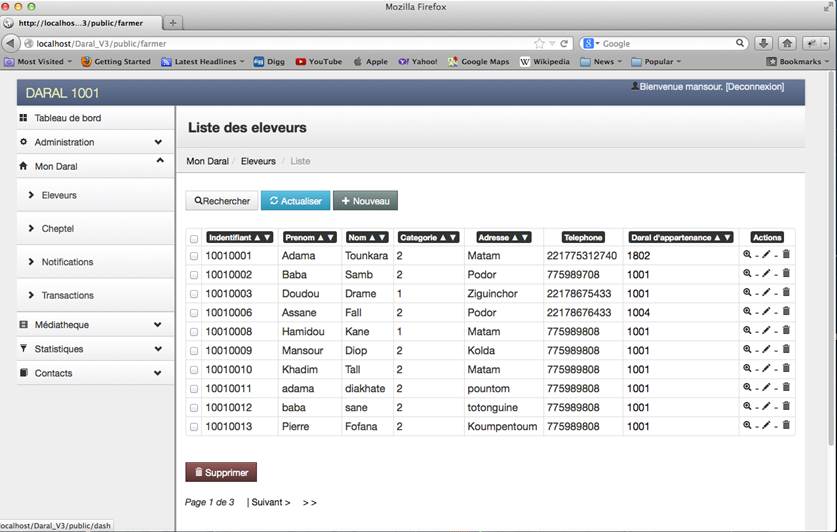 Mozilla Firefox
http://localhos...3/public/farmer
localhost/Daral_V3/public/farmer
Google
Most Visited Getting Started Latest Headlines Digg YouTube Apple Yahoo! Google Maps Wikipedia News Popular Bookmarks
DARAL 1001
Bienvenue mansour. [Deconnexion]
Tableau de bord
Administration
Mon Daral
Eleveurs
Cheptel
Notifications
Transactions
Médiatheque
Statistiques
Contacts
Liste des eleveurs
Mon Daral / Eleveurs / Liste
Rechercher Actualiser + Nouveau
Indentifiant ▲▼ Prenom ▲▼ Nom ▲▼ Categorie ▲▼ Adresse ▲▼ Telephone Daral d'appartenance ▲▼ Actions
10010001 Adama Tounkara 2 Matam 221775312740 1802 - -
10010002 Baba Samb 2 Podor 775989708 1001 - -
10010003 Doudou Drame 1 Ziguinchor 22178675433 1001 - -
10010006 Assane Fall 2 Podor 22178676433 1004 - -
10010008 Hamidou Kane 1 Matam 775989808 1001 - -
10010009 Mansour Diop 2 Kolda 775989808 1001 - -
10010010 Khadim Tall 2 Matam 775989808 1001 - -
10010011 adama diakhate 2 pountom 775989808 1001 - -
10010012 baba sane 2 totonguine 775989808 1001 - -
10010013 Pierre Fofana 2 Koumpentoum 775989808 1001 - -
Supprimer
Page 1 de 3 | Suivant > > >
localhost/Daral_V3/public/dash